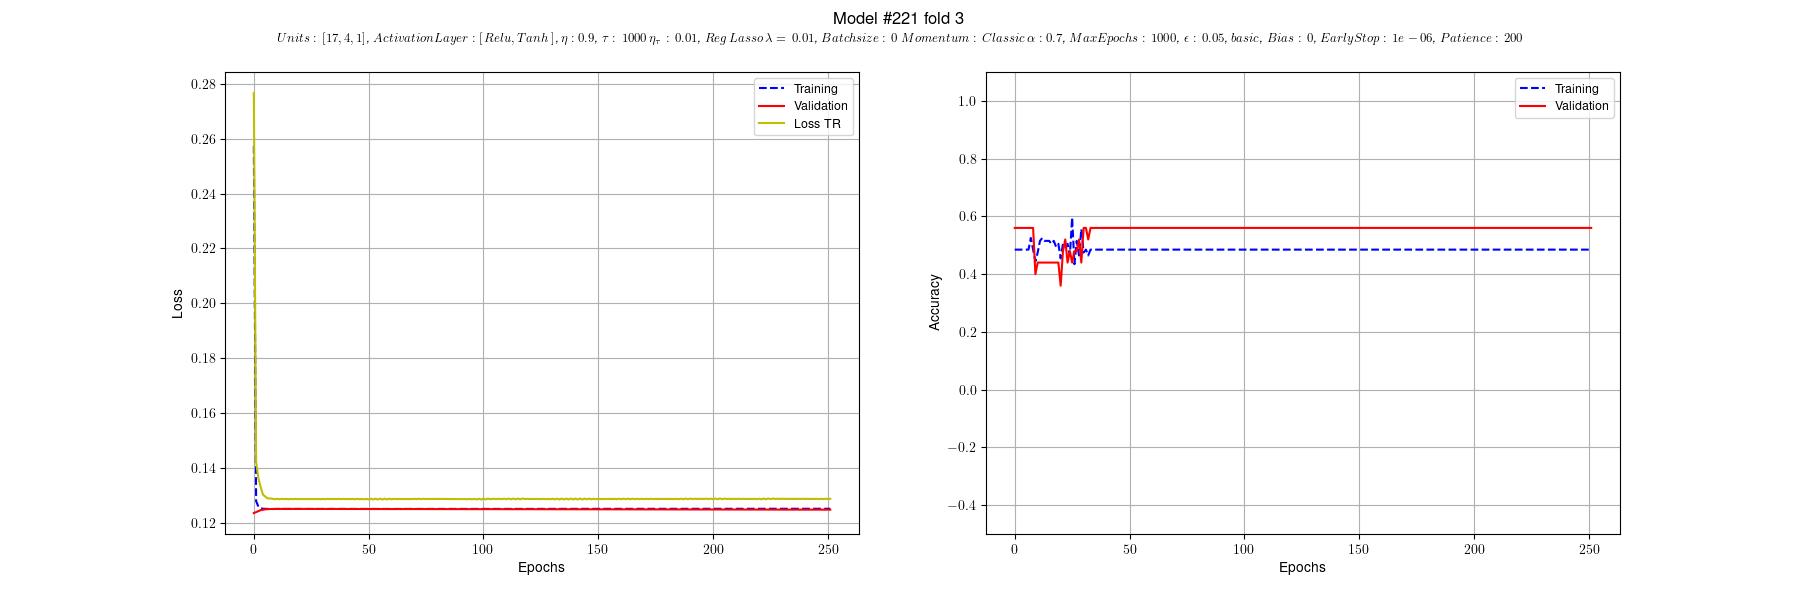 Model #221 fold 3
Units : [17, 4, 1], ActivationLayer : [Relu, Tanh], η : 0.9, τ : 1000 η_τ : 0.01, Reg Lasso λ = 0.01, Batchsize : 0 Momentum : Classic α : 0.7, MaxEpochs : 1000, ϵ : 0.05, basic, Bias : 0, EarlyStop : 1e − 06, Patience : 200
0.28
0.26
0.24
0.22
0.20
0.18
0.16
0.14
0.12
Loss
0
50
100
150
200
250
Epochs
Training
Validation
Loss TR
1.0
0.8
0.6
0.4
0.2
0.0
−0.2
−0.4
Accuracy
0
50
100
150
200
250
Epochs
Training
Validation